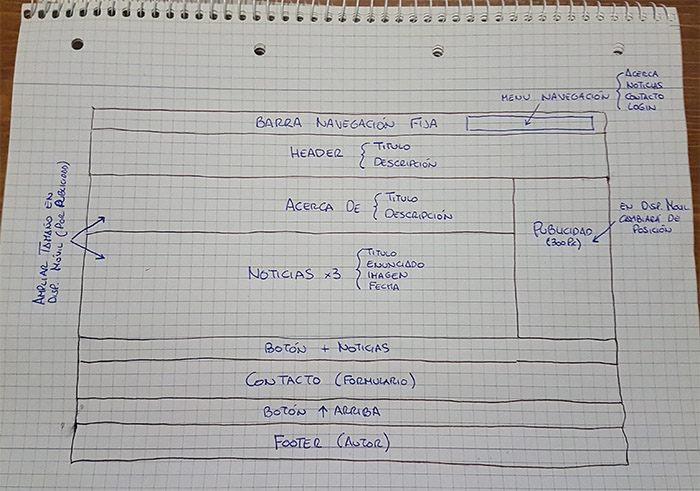 MENU NAVEGACIÓN
ACERCA
NOTICIAS
CONTACTO
LOGIN
BARRA NAVEGACIÓN FIJA
HEADER
TITULO
DESCRIPCIÓN
ACERCA DE
TITULO
DESCRIPCIÓN
AMPLIAR TAMAÑO EN
DISP. MÓVIL (POR PUBLICIDAD)
PUBLICIDAD
(300PX)
EN DISP. MOVIL
CAMBIARÁ DE
POSICIÓN
NOTICIAS x3
TITULO
ENUNCIADO
IMAGEN
FECHA
BOTÓN + NOTICIAS
CONTACTO (FORMULARIO)
BOTÓN ↑ ARRIBA
FOOTER (AUTOR)